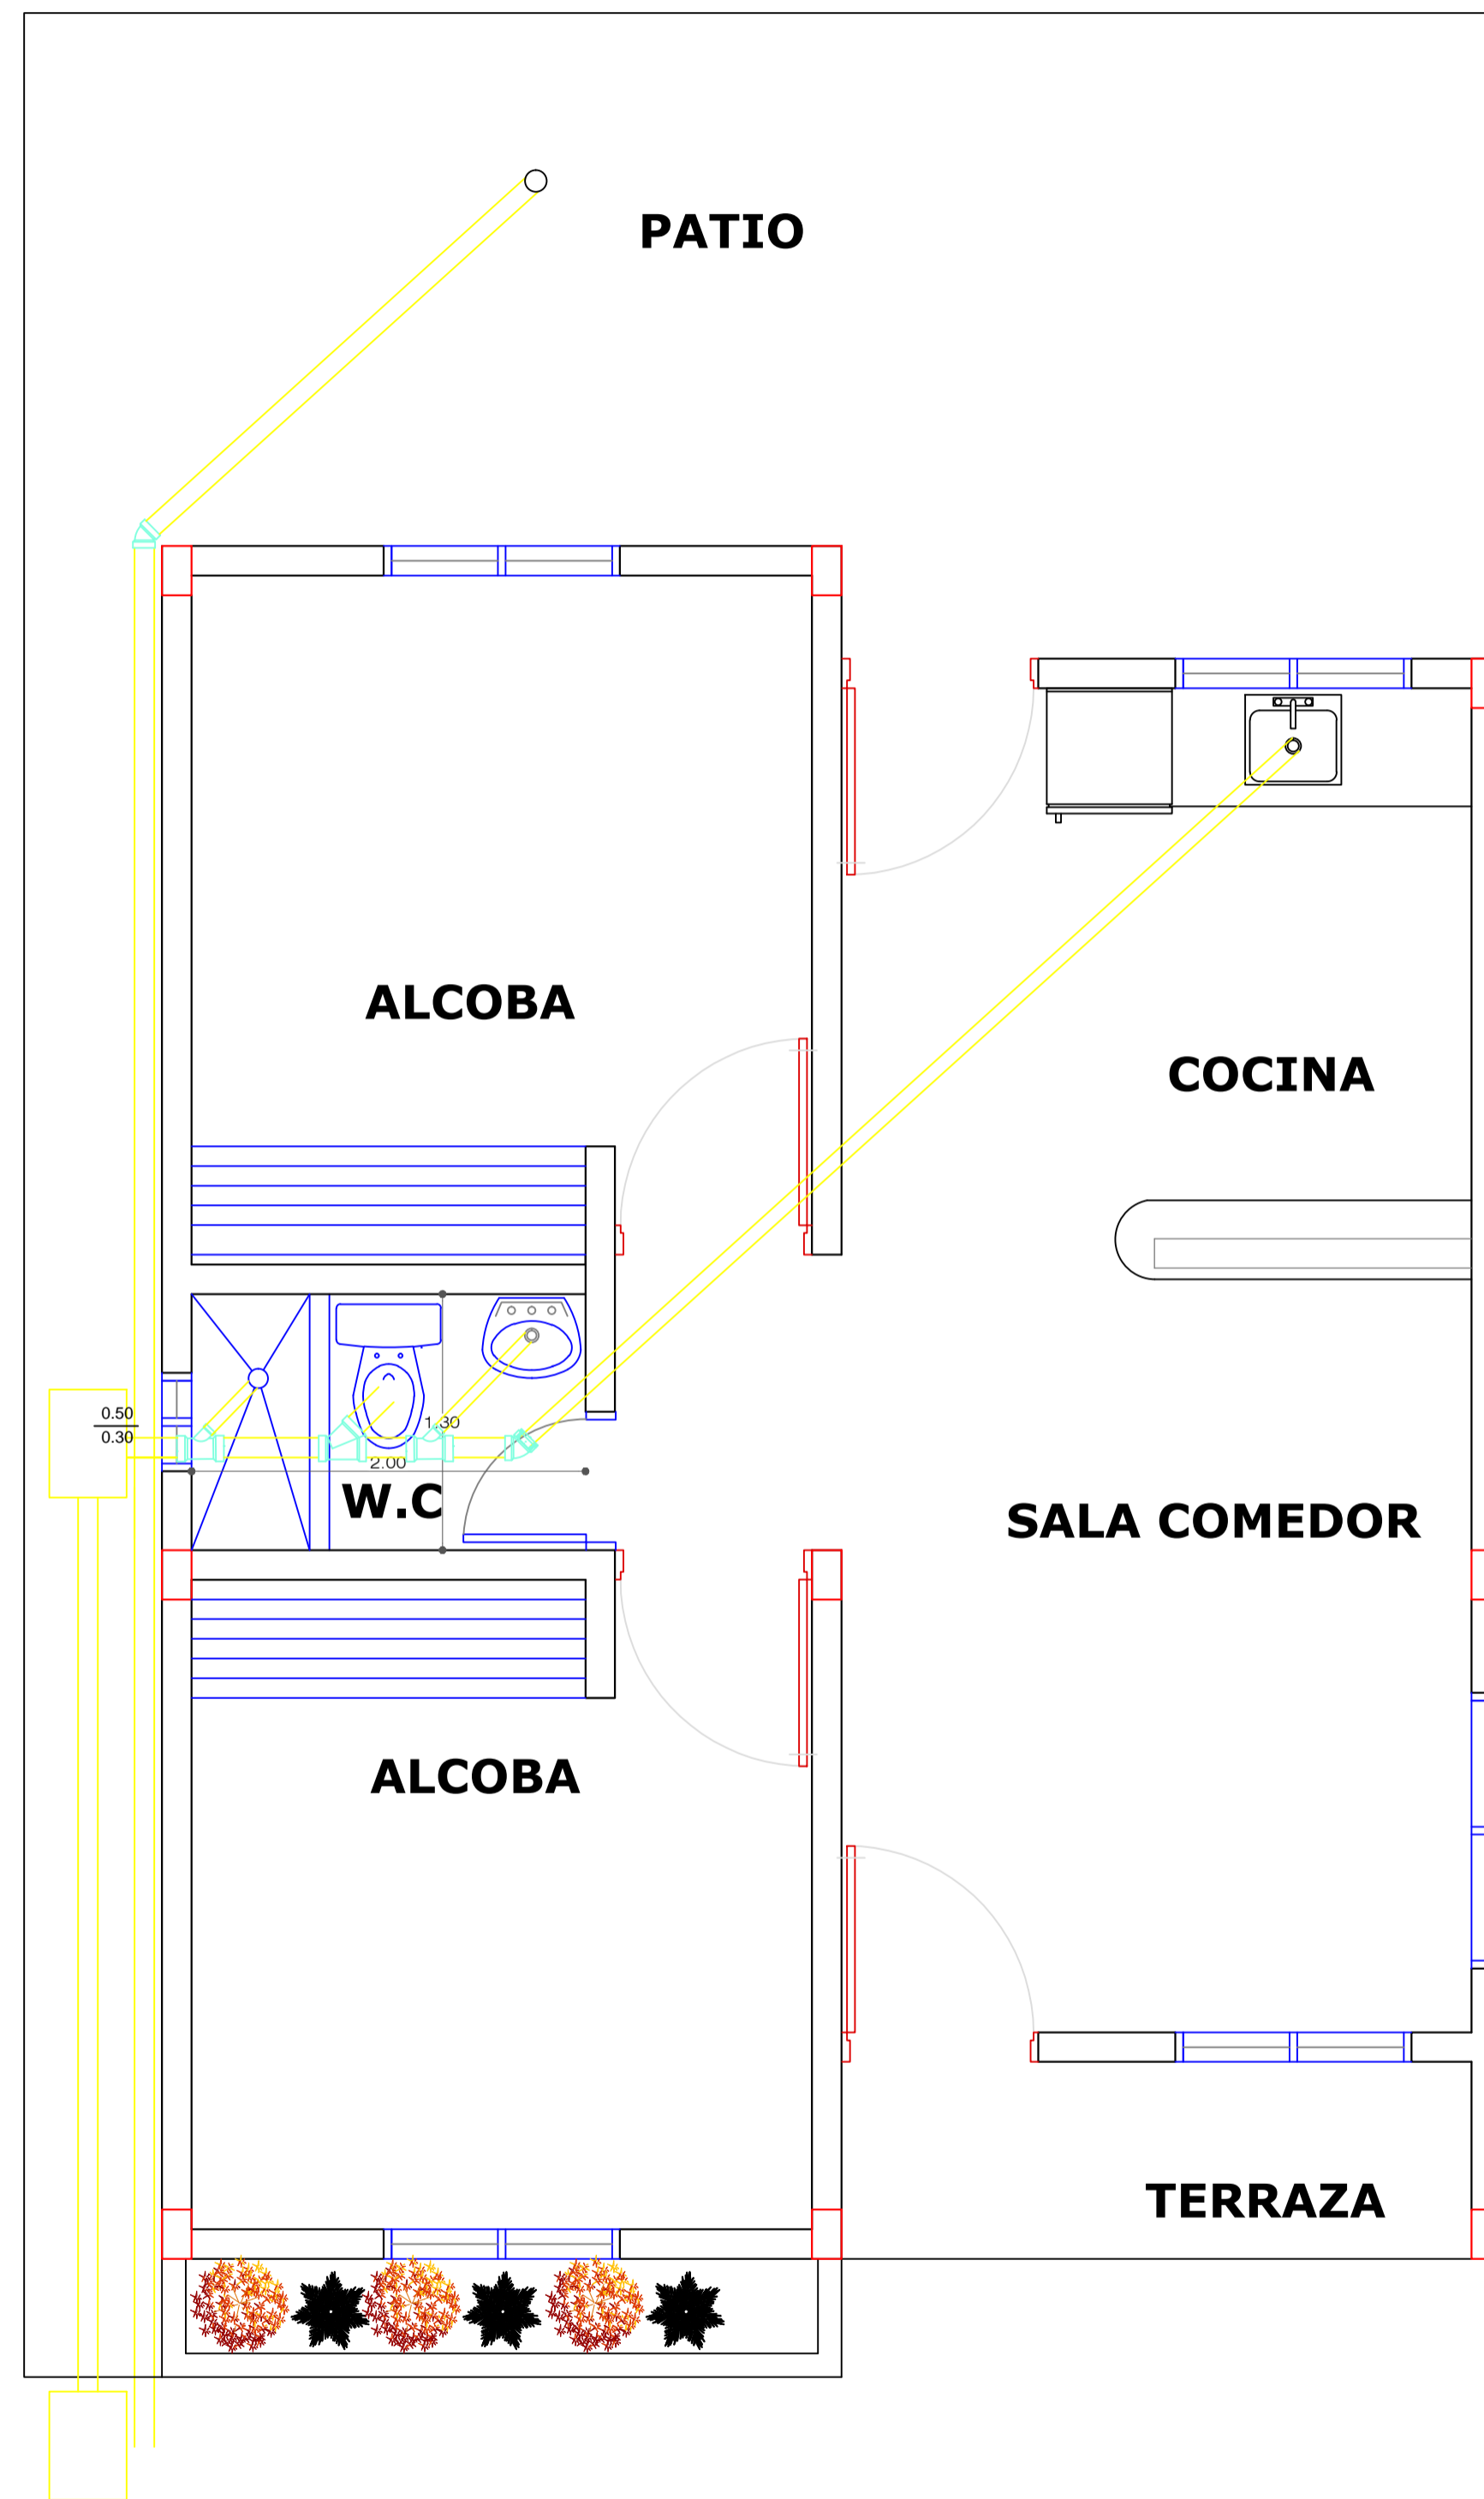 PATIO
ALCOBA
COCINA
0.50
0.30
1.30
2.00
W.C
SALA COMEDOR
ALCOBA
TERRAZA